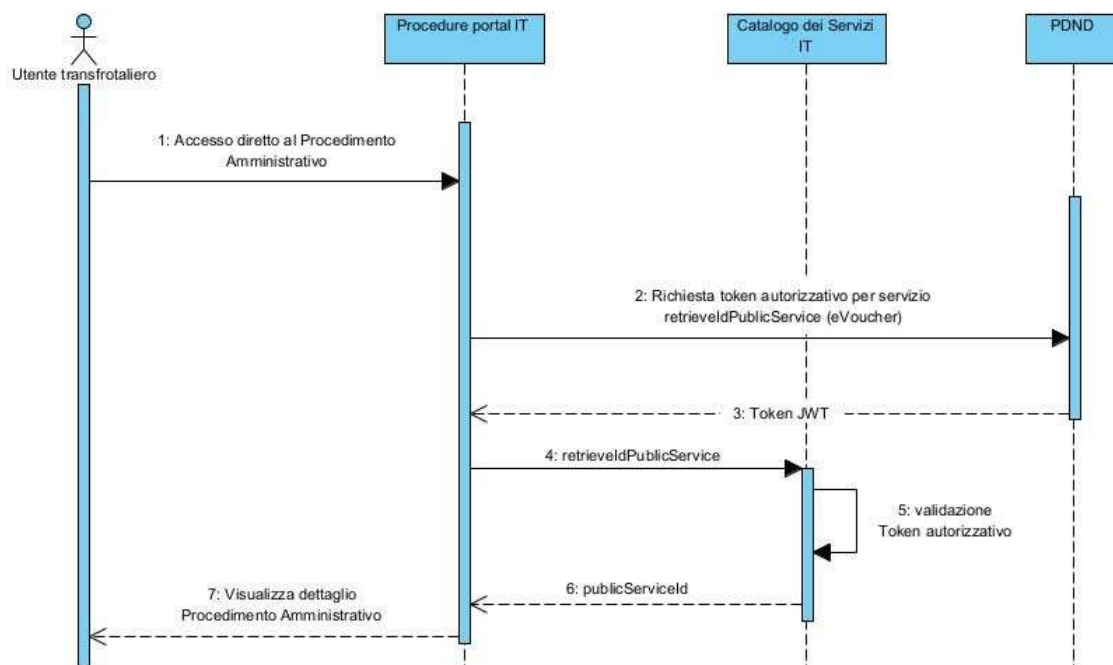 Procedure portal IT
Catalogo dei Servizi
IT
PDND
Utente transfrotaliero
1: Accesso diretto al Procedimento
Amministrativo
2: Richiesta token autorizzativo per servizio
retrieveIdPublicService (eVoucher)
3: Token JWT
4: retrieveIdPublicService
5: validazione
Token autorizzativo
6: publicServiceId
7: Visualizza dettaglio
Procedimento Amministrativo